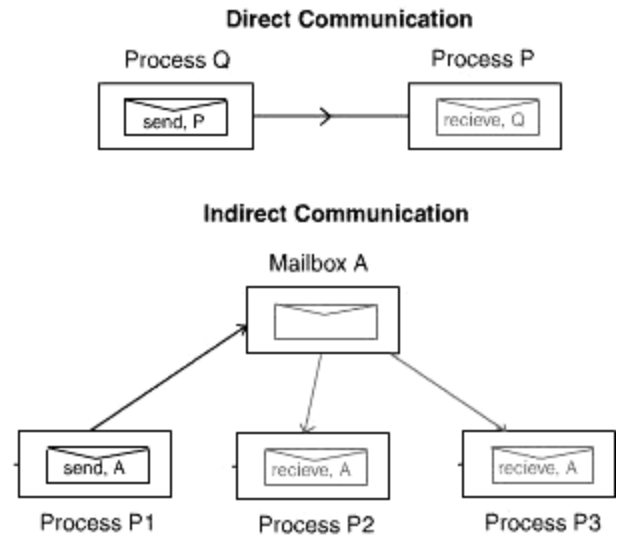 Direct Communication
Process Q
Process P
send, P
recieve, Q
Indirect Communication
Mailbox A
send, A
recieve, A
recieve, A
Process P1
Process P2
Process P3